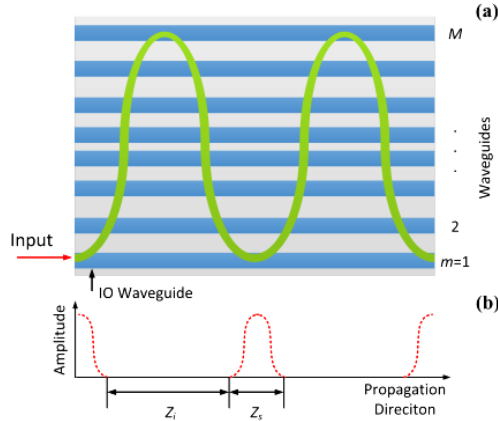 (a)
M
.
.
.
Waveguides
2
Input
m=1
IO Waveguide
(b)
Amplitude
Propagation
Direciton
Zi
Zs